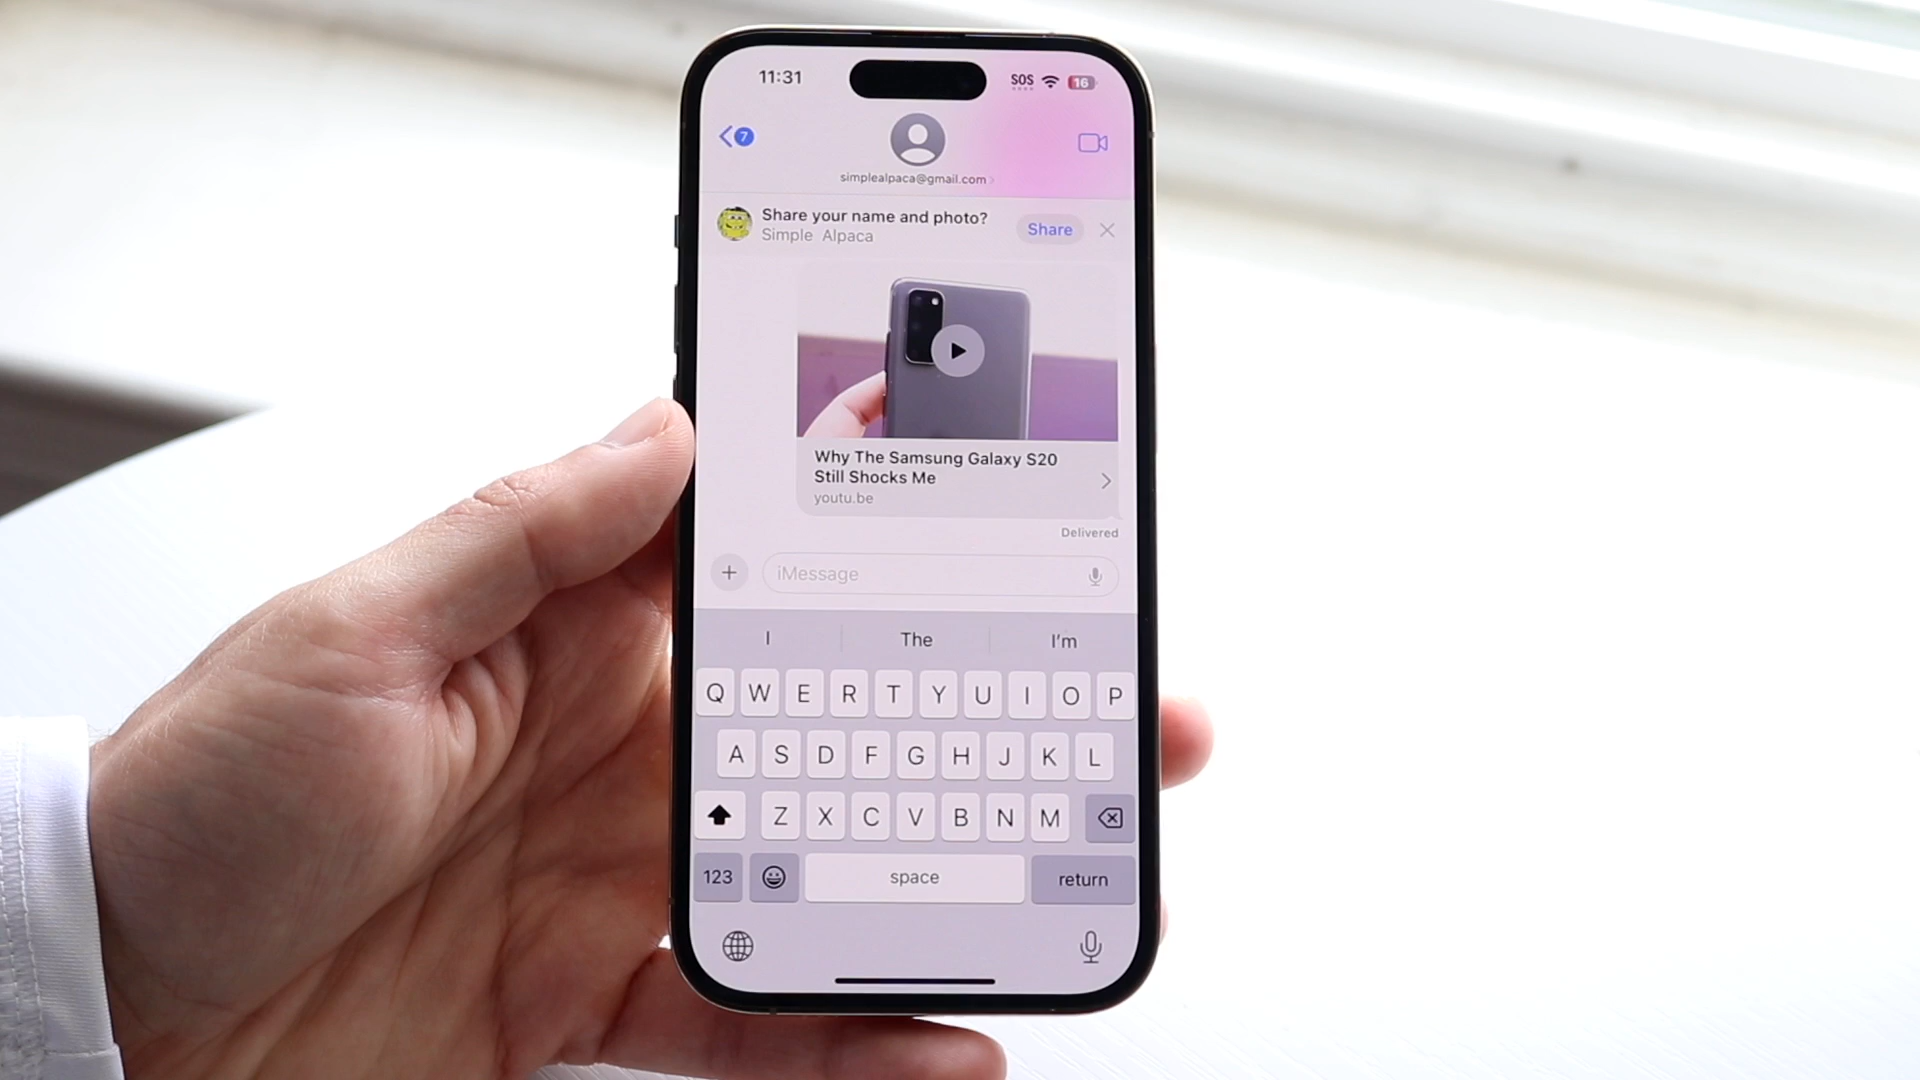 11:31
SOS
16
7
simplealpaca@gmail.com
Share your name and photo?
Simple Alpaca
Share
Why The Samsung Galaxy S20
Still Shocks Me
youtu.be
Delivered
iMessage
I The I'm
Q W E R T Y U I O P
A S D F G H J K L
Z X C V B N M
123 space return